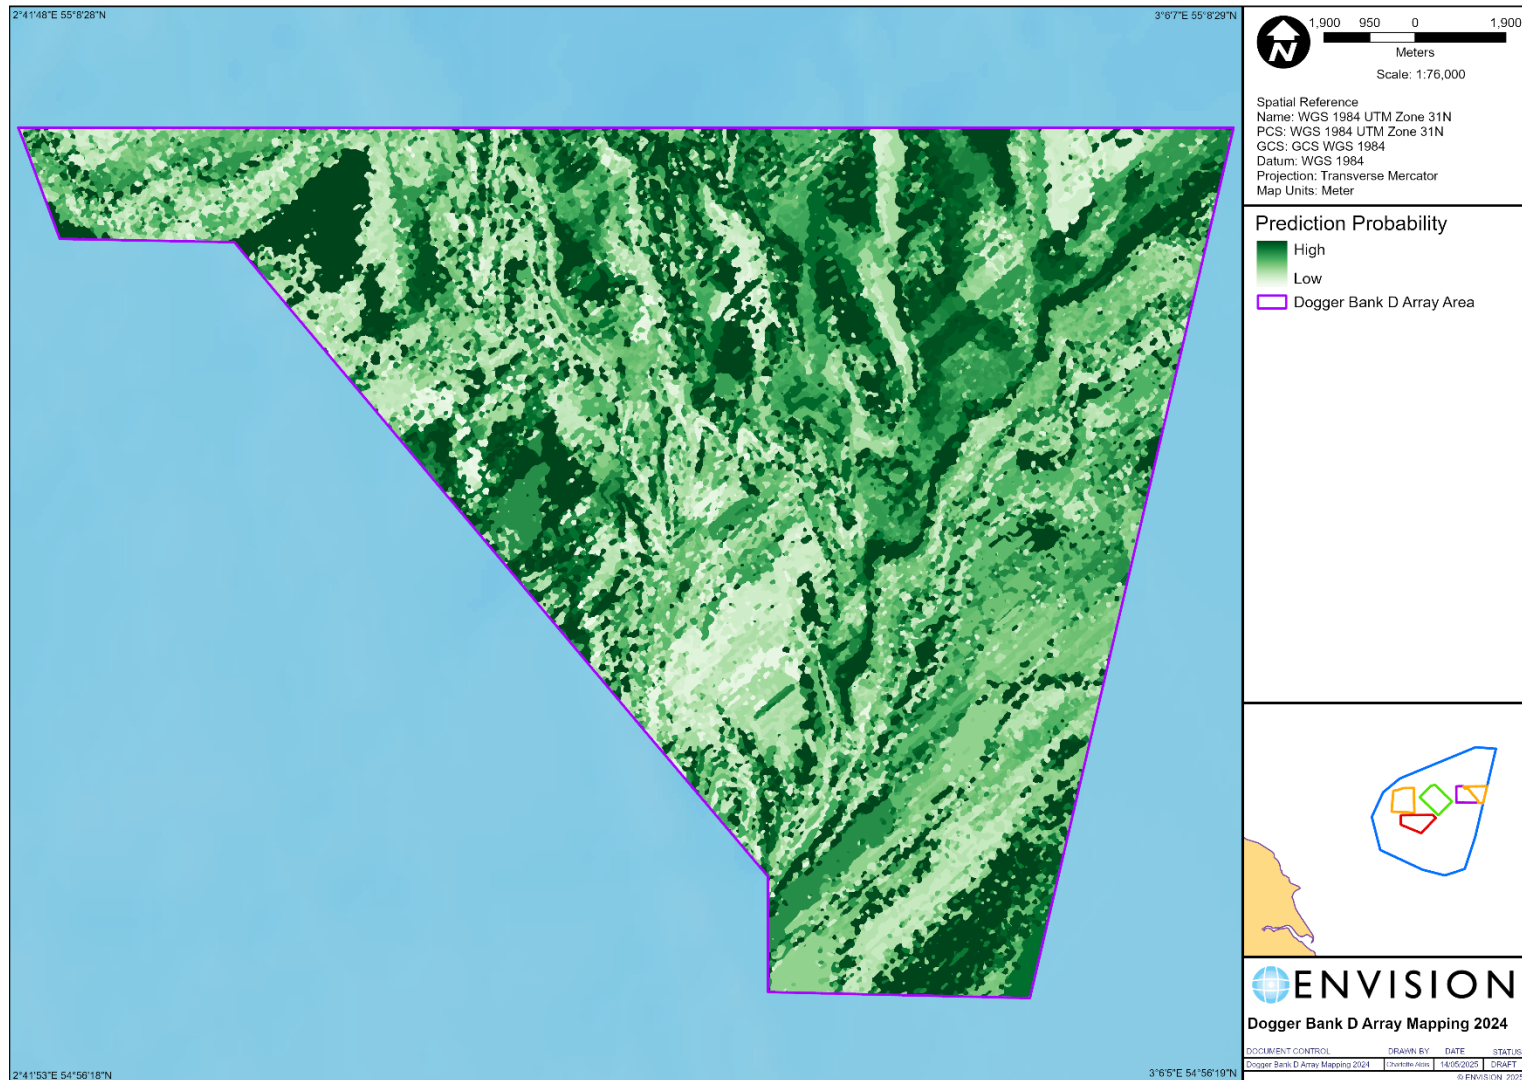 2°41'48"E 55°8'28"N
3°6'7"E 55°8'29"N
1,900 950 0 1,900
Meters
Scale: 1:76,000
N
Spatial Reference
Name: WGS 1984 UTM Zone 31N
PCS: WGS 1984 UTM Zone 31N
GCS: GCS WGS 1984
Datum: WGS 1984
Projection: Transverse Mercator
Map Units: Meter
Prediction Probability
High
Low
Dogger Bank D Array Area
ENVISION
Dogger Bank D Array Mapping 2024
DOCUMENT CONTROL DRAWN BY DATE STATUS
Dogger Bank D Array Mapping 2024 Charlotte 14/05/2025 DRAFT
© ENVISION 2025
2°41'53"E 54°56'18"N
3°6'5"E 54°56'19"N